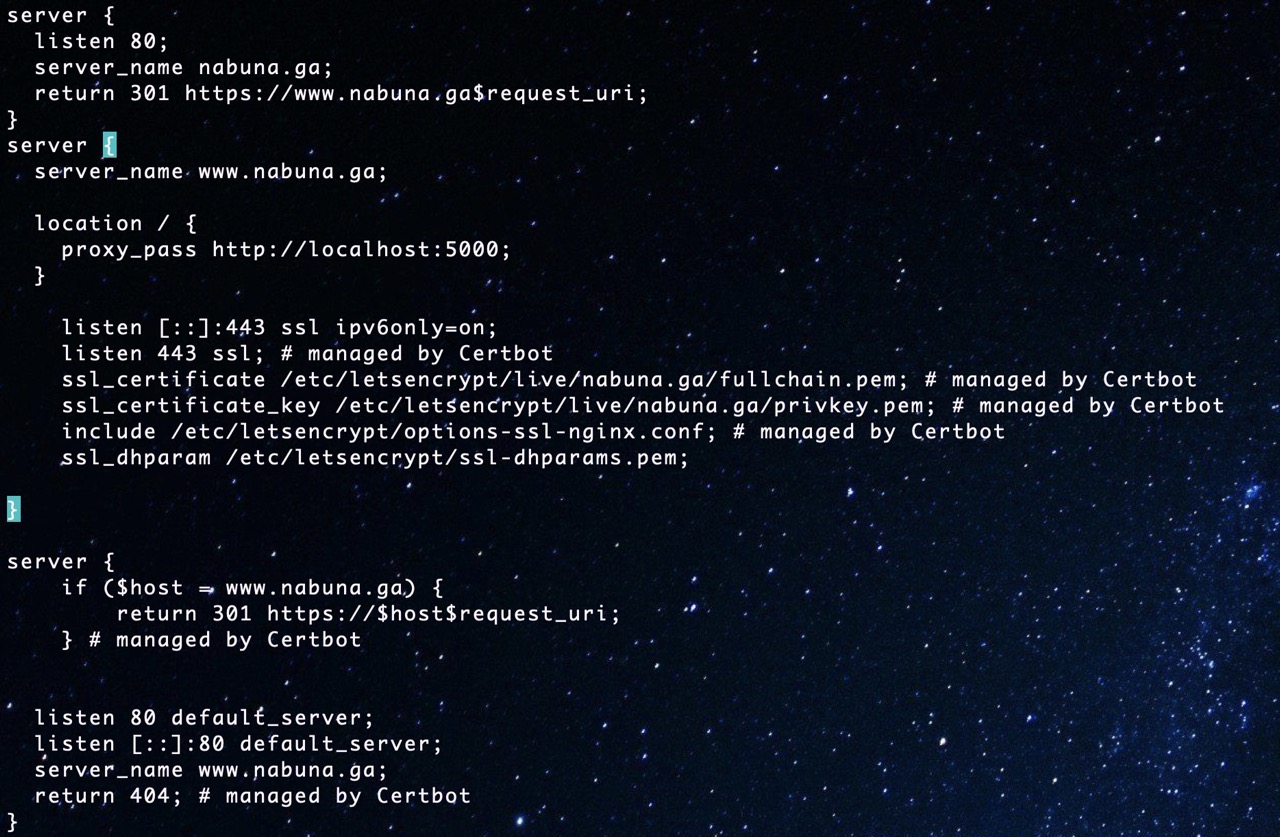 server {
  listen 80;
  server_name nabuna.ga;
  return 301 https://www.nabuna.ga$request_uri;
}
server {
  server_name www.nabuna.ga;

  location / {
    proxy_pass http://localhost:5000;
  }

    listen [::]:443 ssl ipv6only=on;
    listen 443 ssl; # managed by Certbot
    ssl_certificate /etc/letsencrypt/live/nabuna.ga/fullchain.pem; # managed by Certbot
    ssl_certificate_key /etc/letsencrypt/live/nabuna.ga/privkey.pem; # managed by Certbot
    include /etc/letsencrypt/options-ssl-nginx.conf; # managed by Certbot
    ssl_dhparam /etc/letsencrypt/ssl-dhparams.pem;

}

server {
    if ($host = www.nabuna.ga) {
        return 301 https://$host$request_uri;
    } # managed by Certbot


  listen 80 default_server;
  listen [::]:80 default_server;
  server_name www.nabuna.ga;
  return 404; # managed by Certbot
}